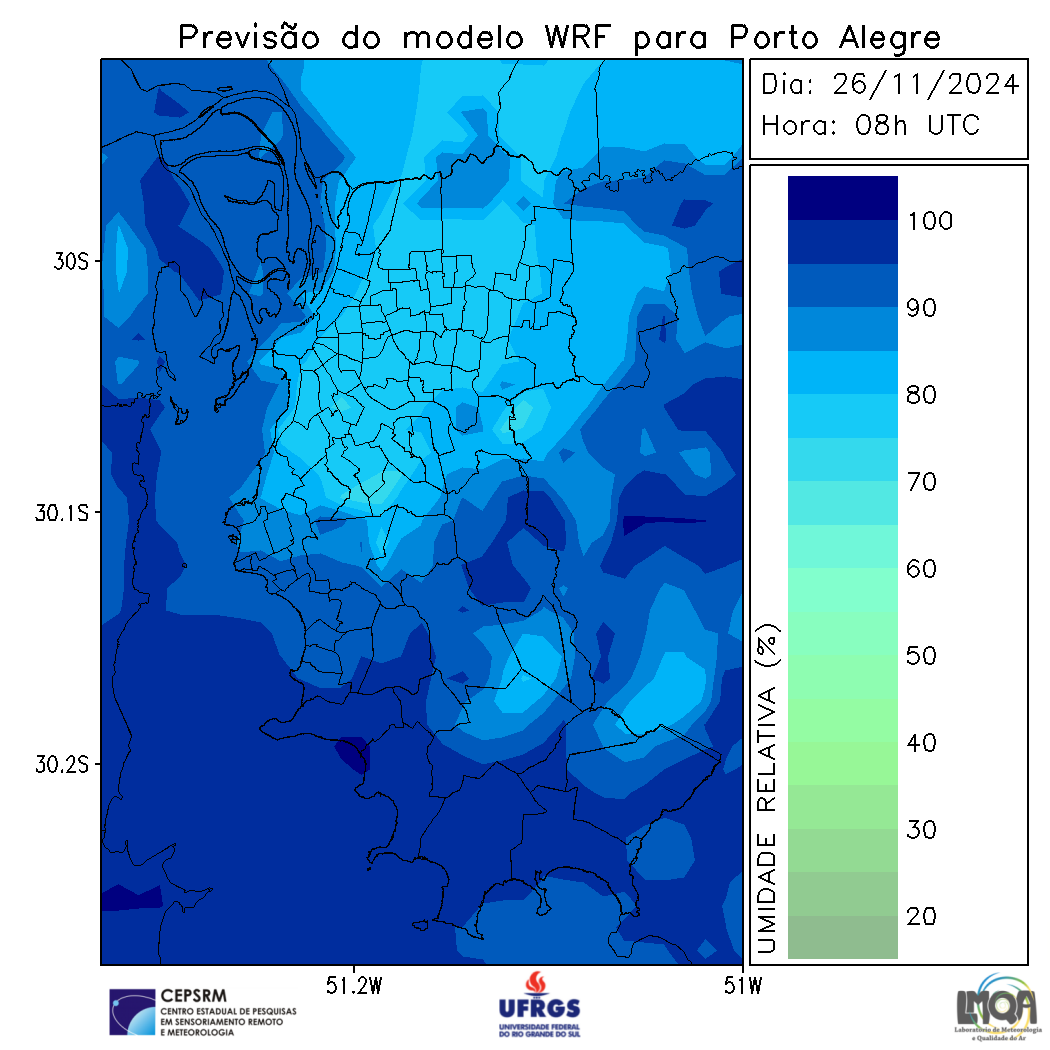 Previsão do modelo WRF para Porto Alegre
Dia: 26/11/2024
Hora: 08h UTC
100
90
80
70
60
50
40
30
20
UMIDADE RELATIVA (%)
30S
30.1S
30.2S
51.2W
51W
CEPSRM
CENTRO ESTADUAL DE PESQUISAS
EM SENSORIAMENTO REMOTO
E METEOROLOGIA
UFRGS
UNIVERSIDADE FEDERAL
DO RIO GRANDE DO SUL
LMQA
Laboratório de Meteorologia
e Qualidade do Ar